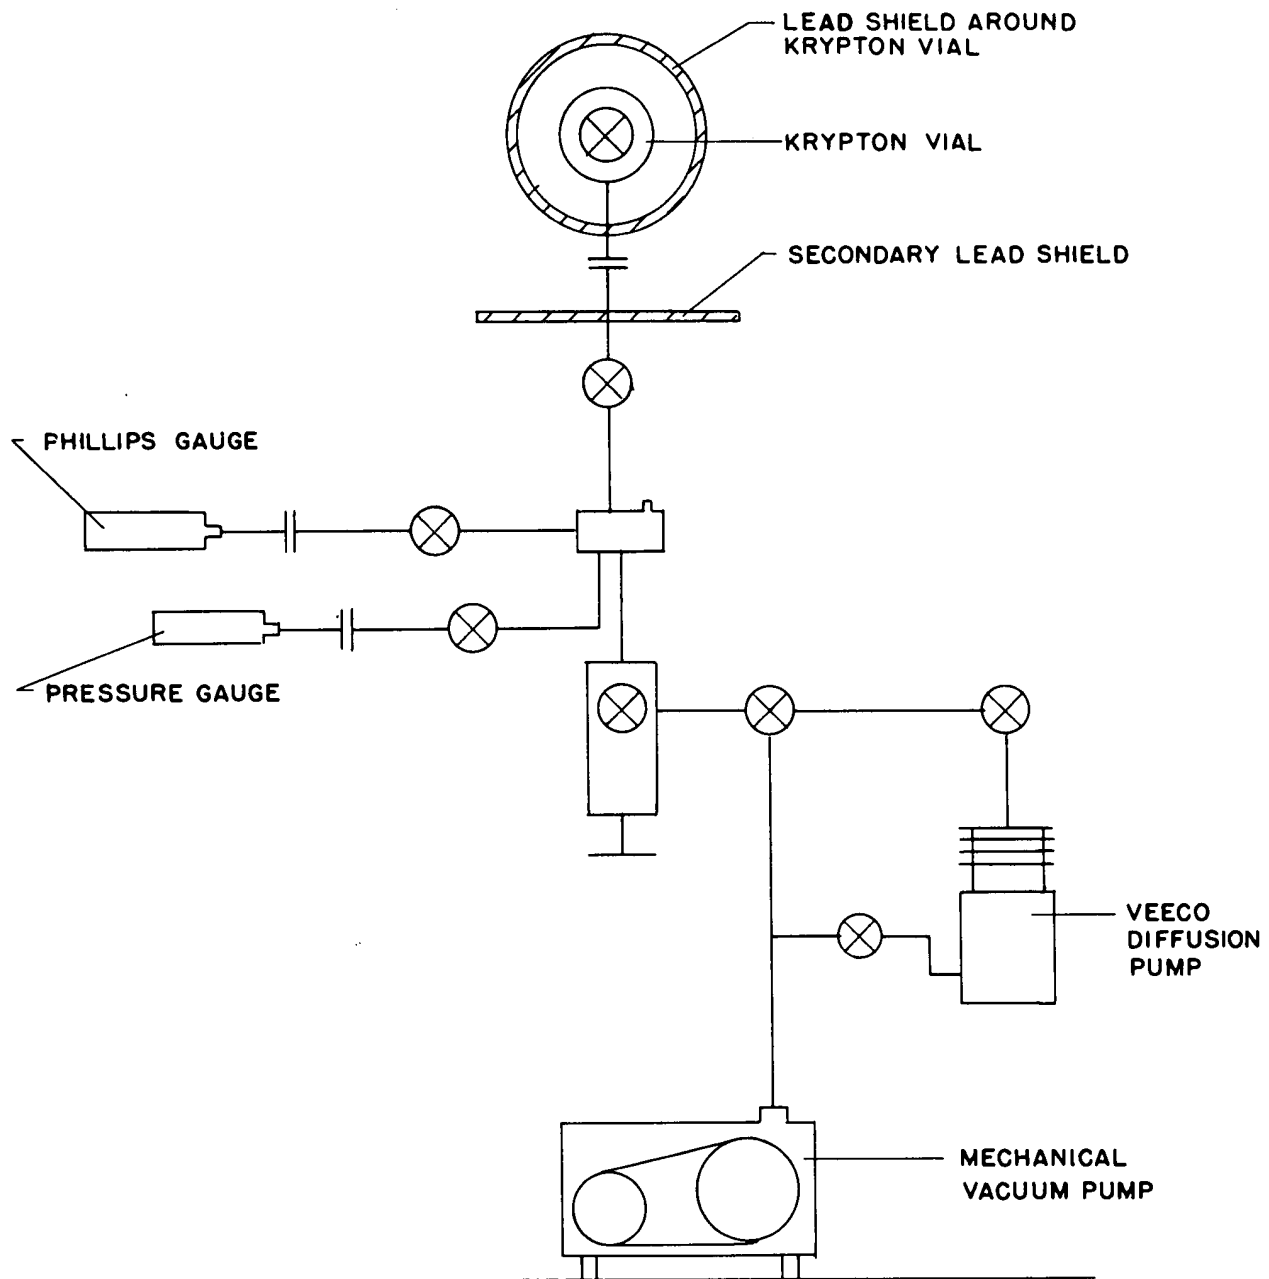 LEAD SHIELD AROUND
KRYPTON VIAL
KRYPTON VIAL
SECONDARY LEAD SHIELD
PHILLIPS GAUGE
PRESSURE GAUGE
VEECO
DIFFUSION
PUMP
MECHANICAL
VACUUM PUMP